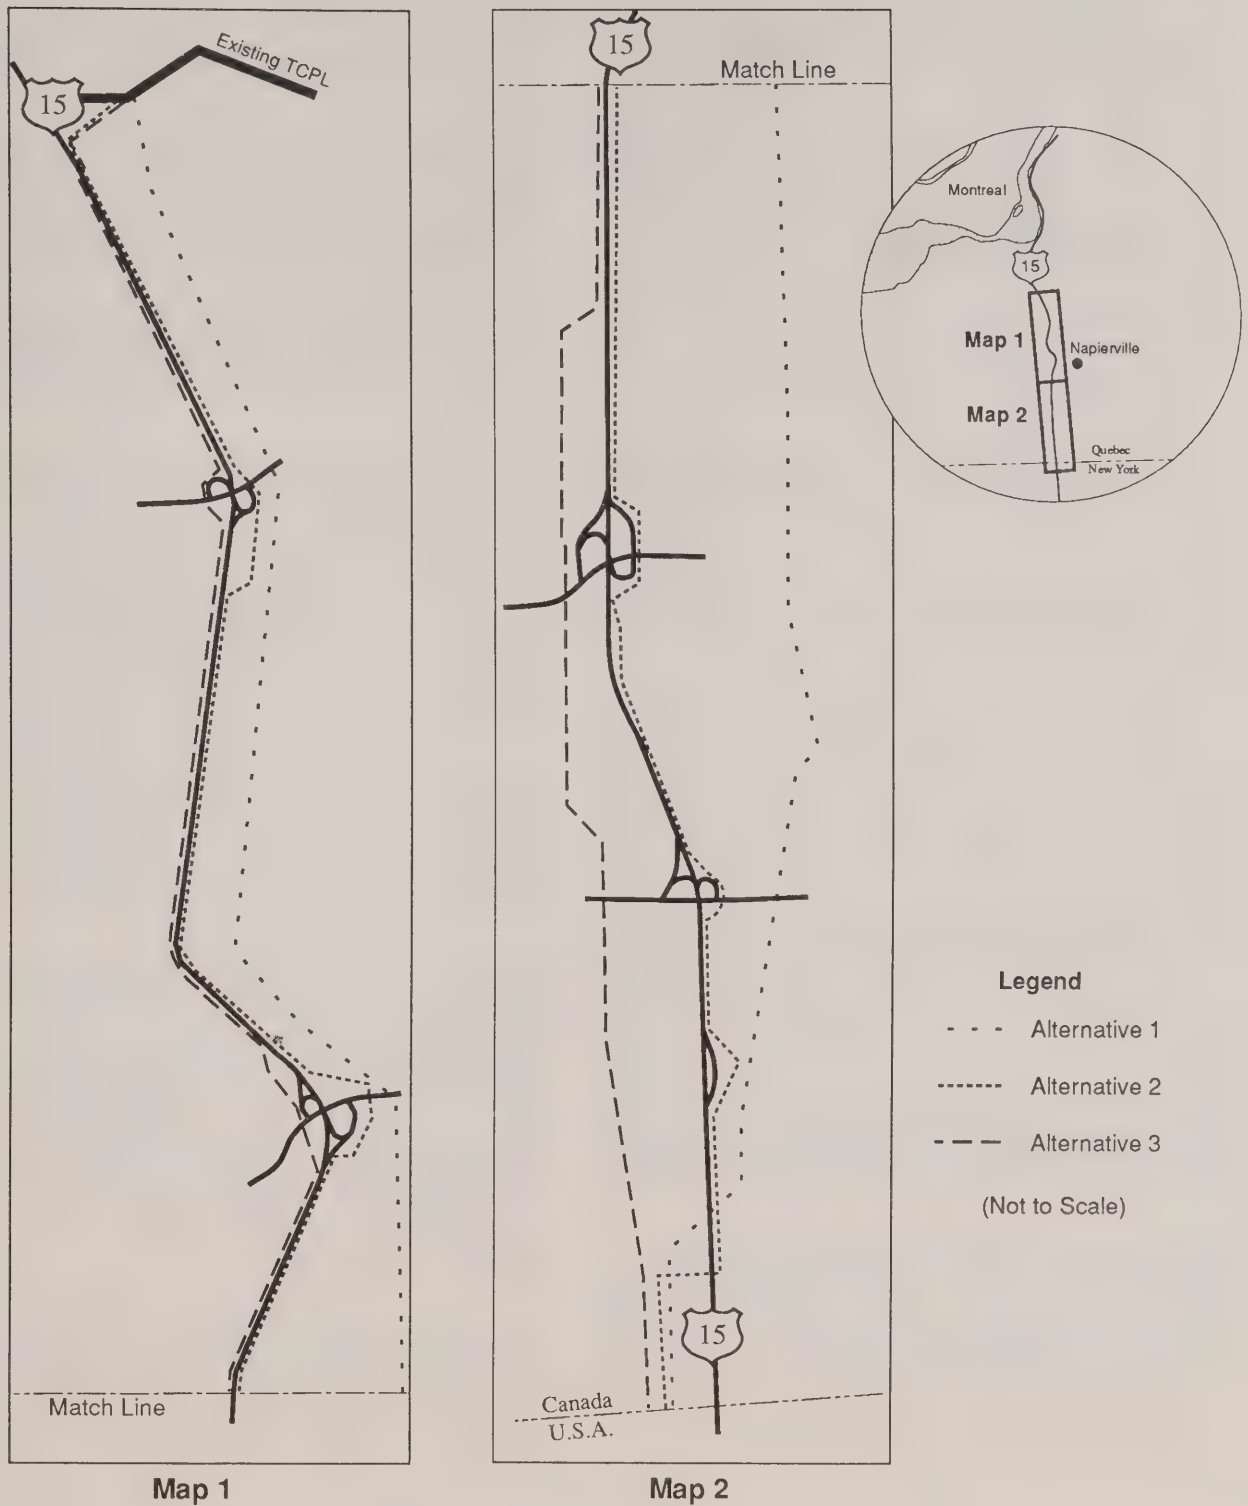 Existing TCPL
15
Match Line
Map 1
15
Match Line
15
Canada
U.S.A.
Map 2
Montreal
15
Map 1
Napierville
Map 2
Quebec
New York
Legend
Alternative 1
Alternative 2
Alternative 3
(Not to Scale)